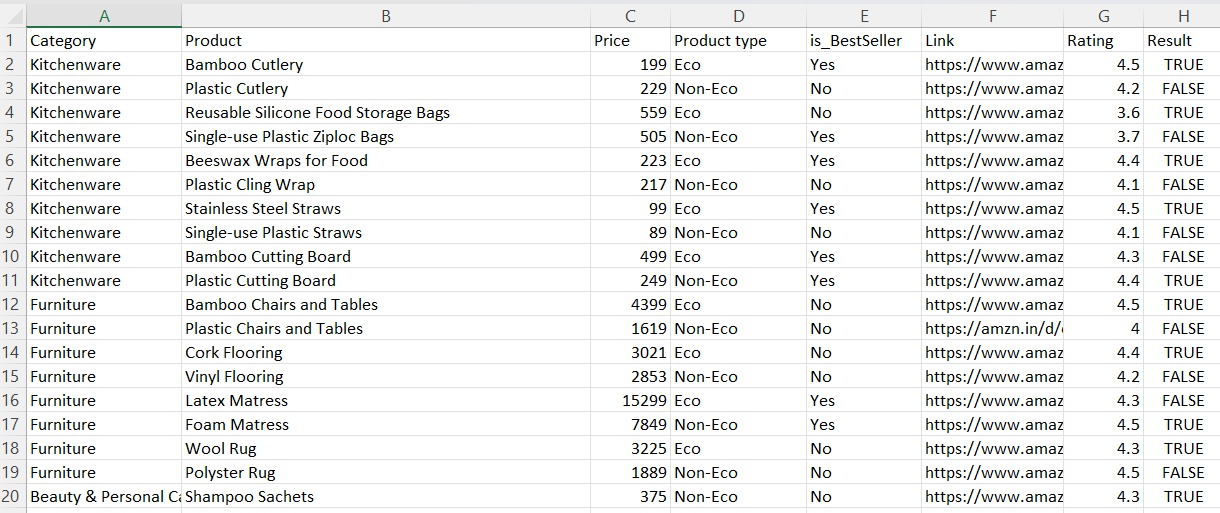 A B C D E F G H
1 Category Product Price Product type is_BestSeller Link Rating Result
2 Kitchenware Bamboo Cutlery 199 Eco Yes https://www.amaz 4.5 TRUE
3 Kitchenware Plastic Cutlery 229 Non-Eco No https://www.amaz 4.2 FALSE
4 Kitchenware Reusable Silicone Food Storage Bags 559 Eco No https://www.amaz 3.6 TRUE
5 Kitchenware Single-use Plastic Ziploc Bags 505 Non-Eco Yes https://www.amaz 3.7 FALSE
6 Kitchenware Beeswax Wraps for Food 223 Eco Yes https://www.amaz 4.4 TRUE
7 Kitchenware Plastic Cling Wrap 217 Non-Eco No https://www.amaz 4.1 FALSE
8 Kitchenware Stainless Steel Straws 99 Eco Yes https://www.amaz 4.5 TRUE
9 Kitchenware Single-use Plastic Straws 89 Non-Eco No https://www.amaz 4.1 FALSE
10 Kitchenware Bamboo Cutting Board 499 Eco Yes https://www.amaz 4.3 FALSE
11 Kitchenware Plastic Cutting Board 249 Non-Eco Yes https://www.amaz 4.4 TRUE
12 Furniture Bamboo Chairs and Tables 4399 Eco No https://www.amaz 4.5 TRUE
13 Furniture Plastic Chairs and Tables 1619 Non-Eco No https://amzn.in/d/ 4 FALSE
14 Furniture Cork Flooring 3021 Eco No https://www.amaz 4.4 TRUE
15 Furniture Vinyl Flooring 2853 Non-Eco No https://www.amaz 4.2 FALSE
16 Furniture Latex Matress 15299 Eco Yes https://www.amaz 4.3 FALSE
17 Furniture Foam Matress 7849 Non-Eco Yes https://www.amaz 4.5 TRUE
18 Furniture Wool Rug 3225 Eco No https://www.amaz 4.3 TRUE
19 Furniture Polyster Rug 1889 Non-Eco No https://www.amaz 4.5 FALSE
20 Beauty & Personal Ca Shampoo Sachets 375 Non-Eco No https://www.amaz 4.3 TRUE